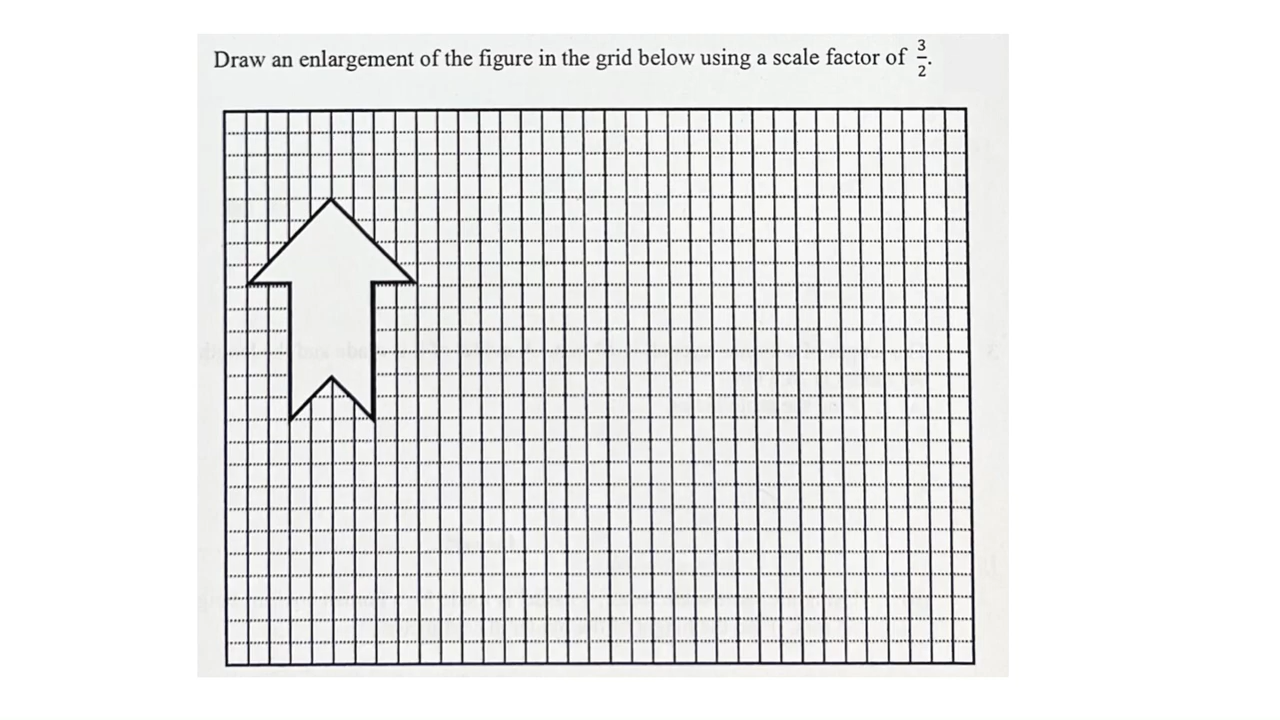 Draw an enlargement of the figure in the grid below using a scale factor of 3/2.